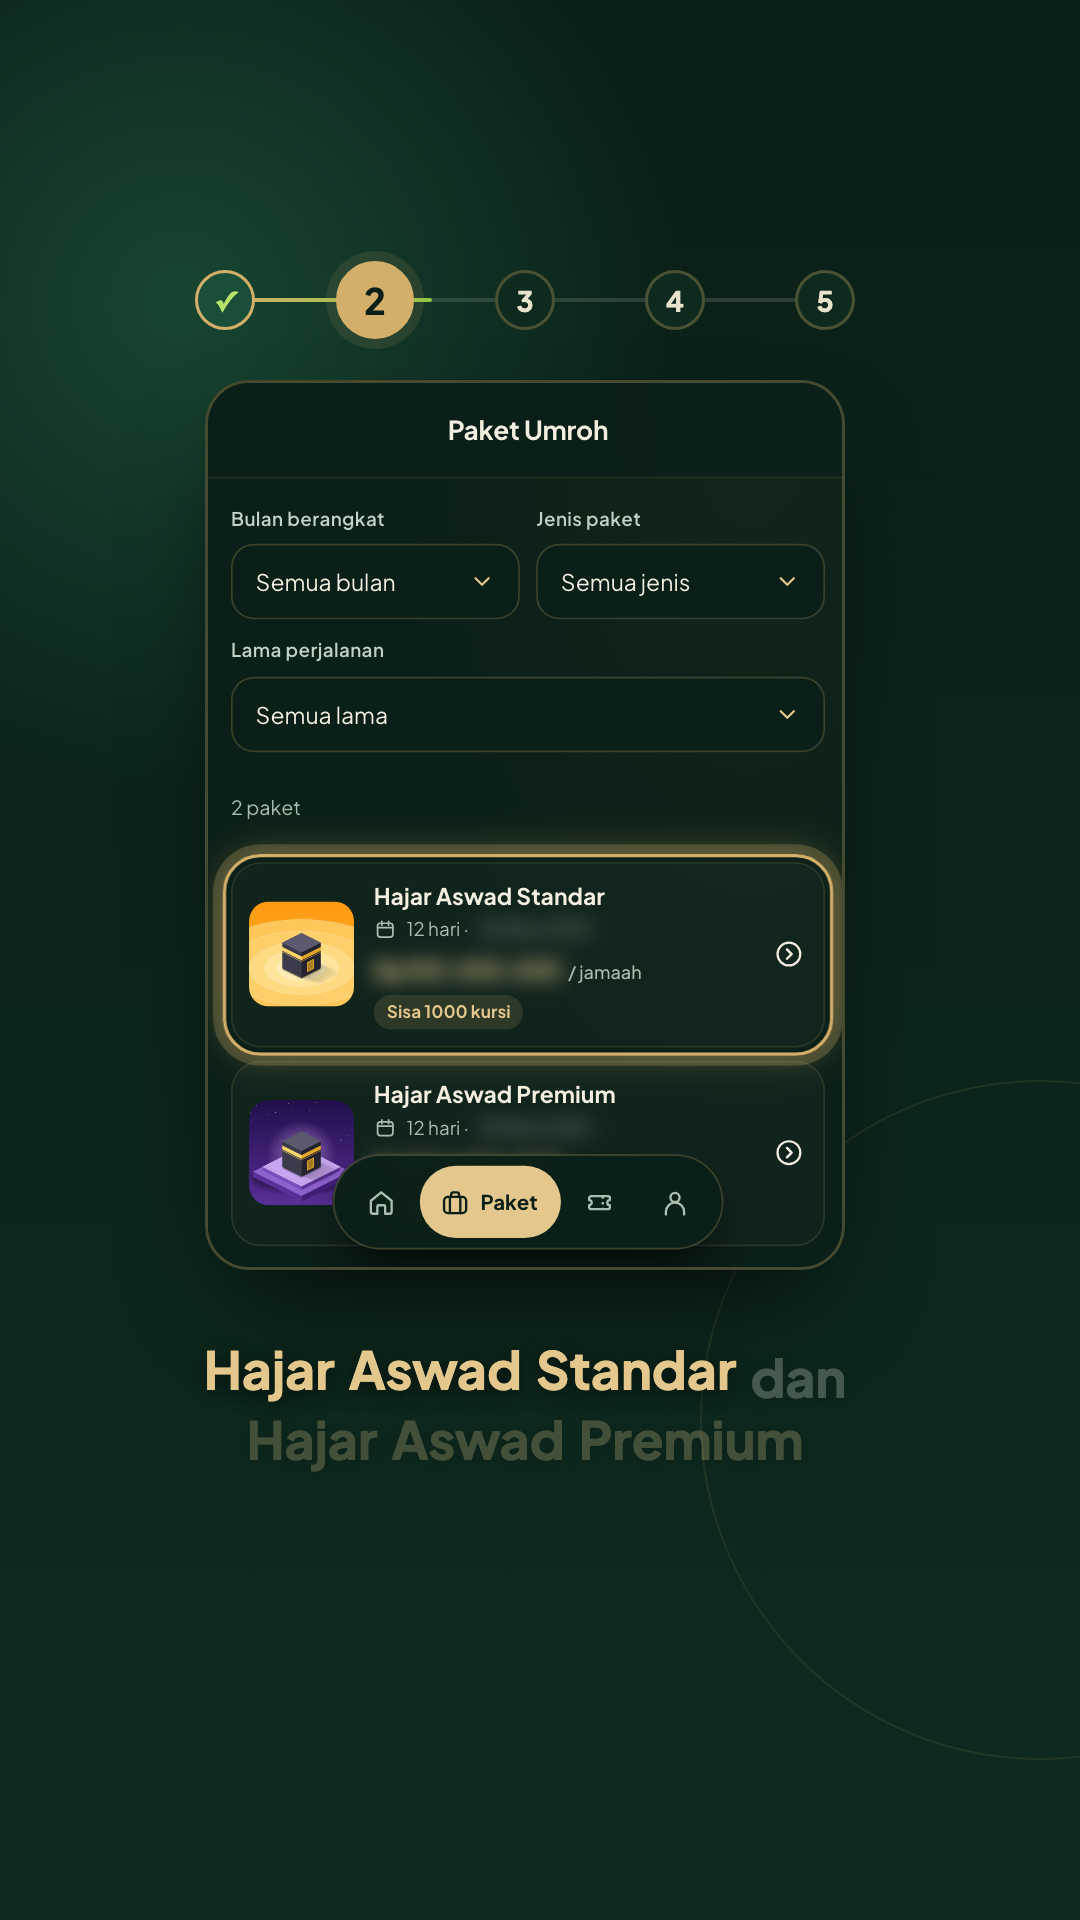 2
3
4
5
Paket Umroh
Bulan berangkat
Jenis paket
Semua bulan
Semua jenis
Lama perjalanan
Semua lama
2 paket
Hajar Aswad Standar
12 hari ·
/ jamaah
Sisa 1000 kursi
Hajar Aswad Premium
12 hari ·
Paket
Hajar Aswad Standar dan
Hajar Aswad Premium